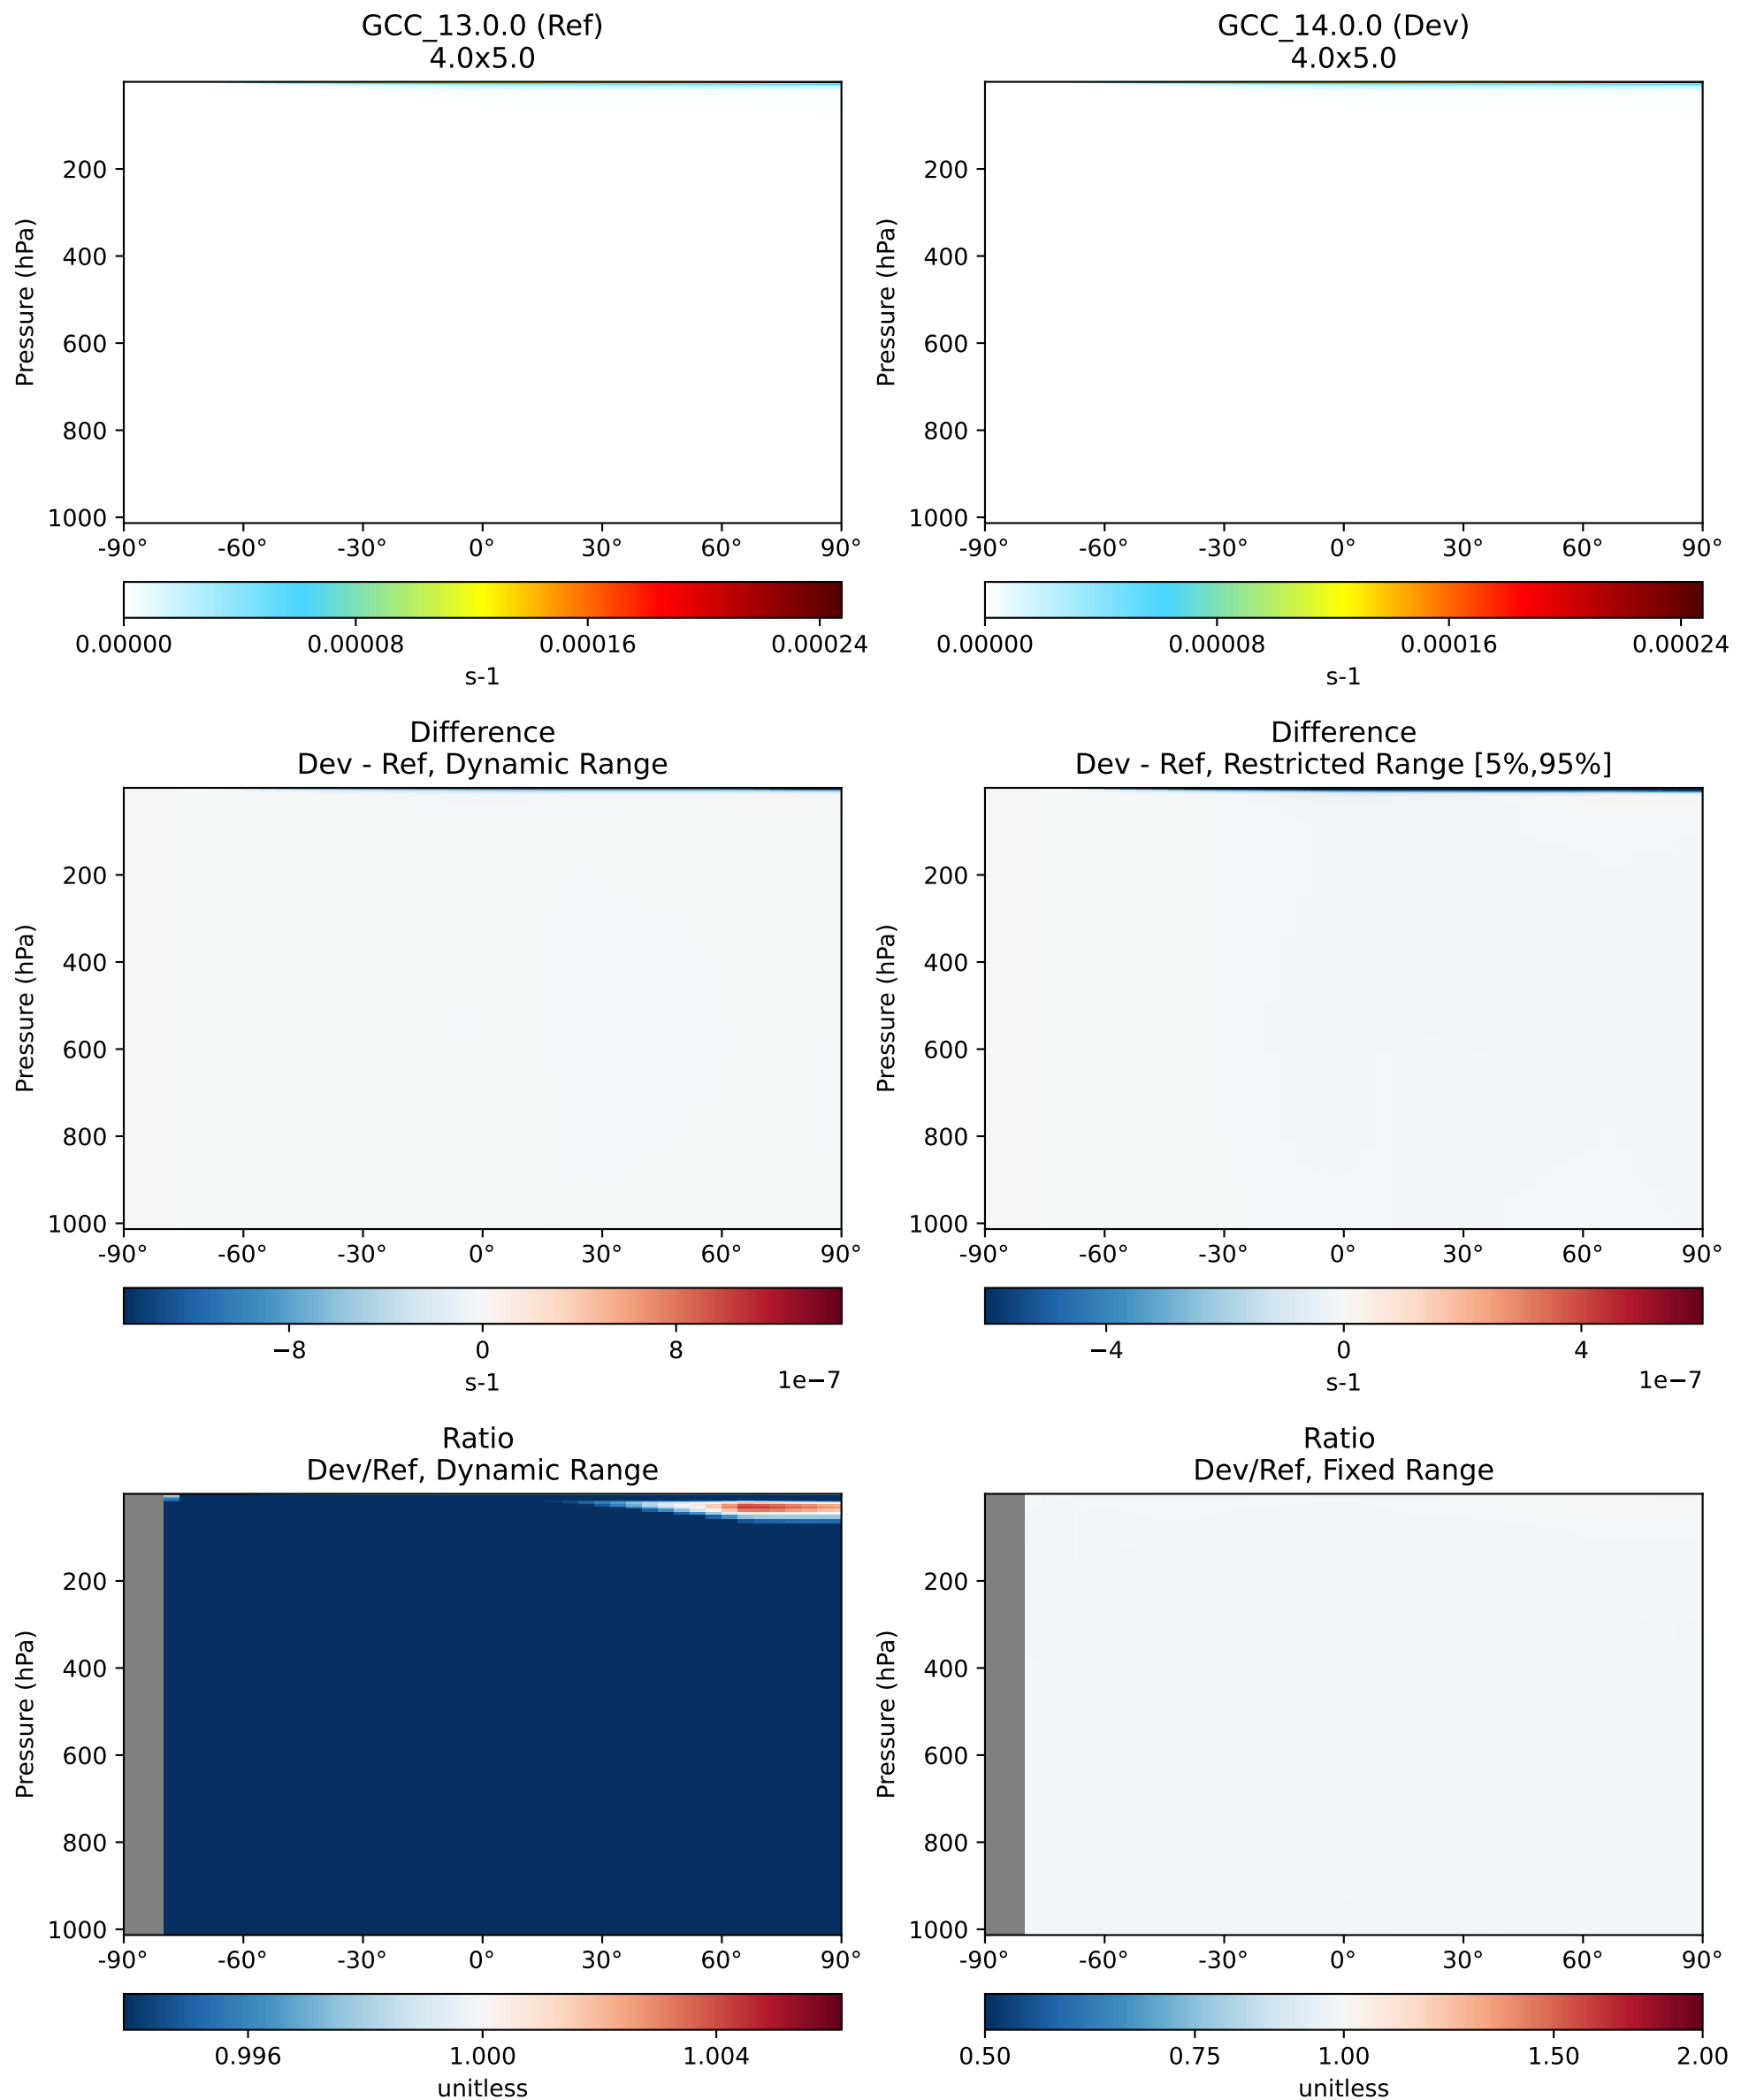 GCC_13.0.0 (Ref)
4.0x5.0
GCC_14.0.0 (Dev)
4.0x5.0
Pressure (hPa)
200
400
600
800
1000
-90° -60° -30° 0° 30° 60° 90°
0.00000 0.00008 0.00016 0.00024
s-1
Pressure (hPa)
200
400
600
800
1000
-90° -60° -30° 0° 30° 60° 90°
0.00000 0.00008 0.00016 0.00024
s-1
Difference
Dev - Ref, Dynamic Range
Pressure (hPa)
200
400
600
800
1000
-90° -60° -30° 0° 30° 60° 90°
−8 0 8
s-1 1e−7
Difference
Dev - Ref, Restricted Range [5%,95%]
Pressure (hPa)
200
400
600
800
1000
-90° -60° -30° 0° 30° 60° 90°
−4 0 4
s-1 1e−7
Ratio
Dev/Ref, Dynamic Range
Pressure (hPa)
200
400
600
800
1000
-90° -60° -30° 0° 30° 60° 90°
0.996 1.000 1.004
unitless
Ratio
Dev/Ref, Fixed Range
Pressure (hPa)
200
400
600
800
1000
-90° -60° -30° 0° 30° 60° 90°
0.50 0.75 1.00 1.50 2.00
unitless